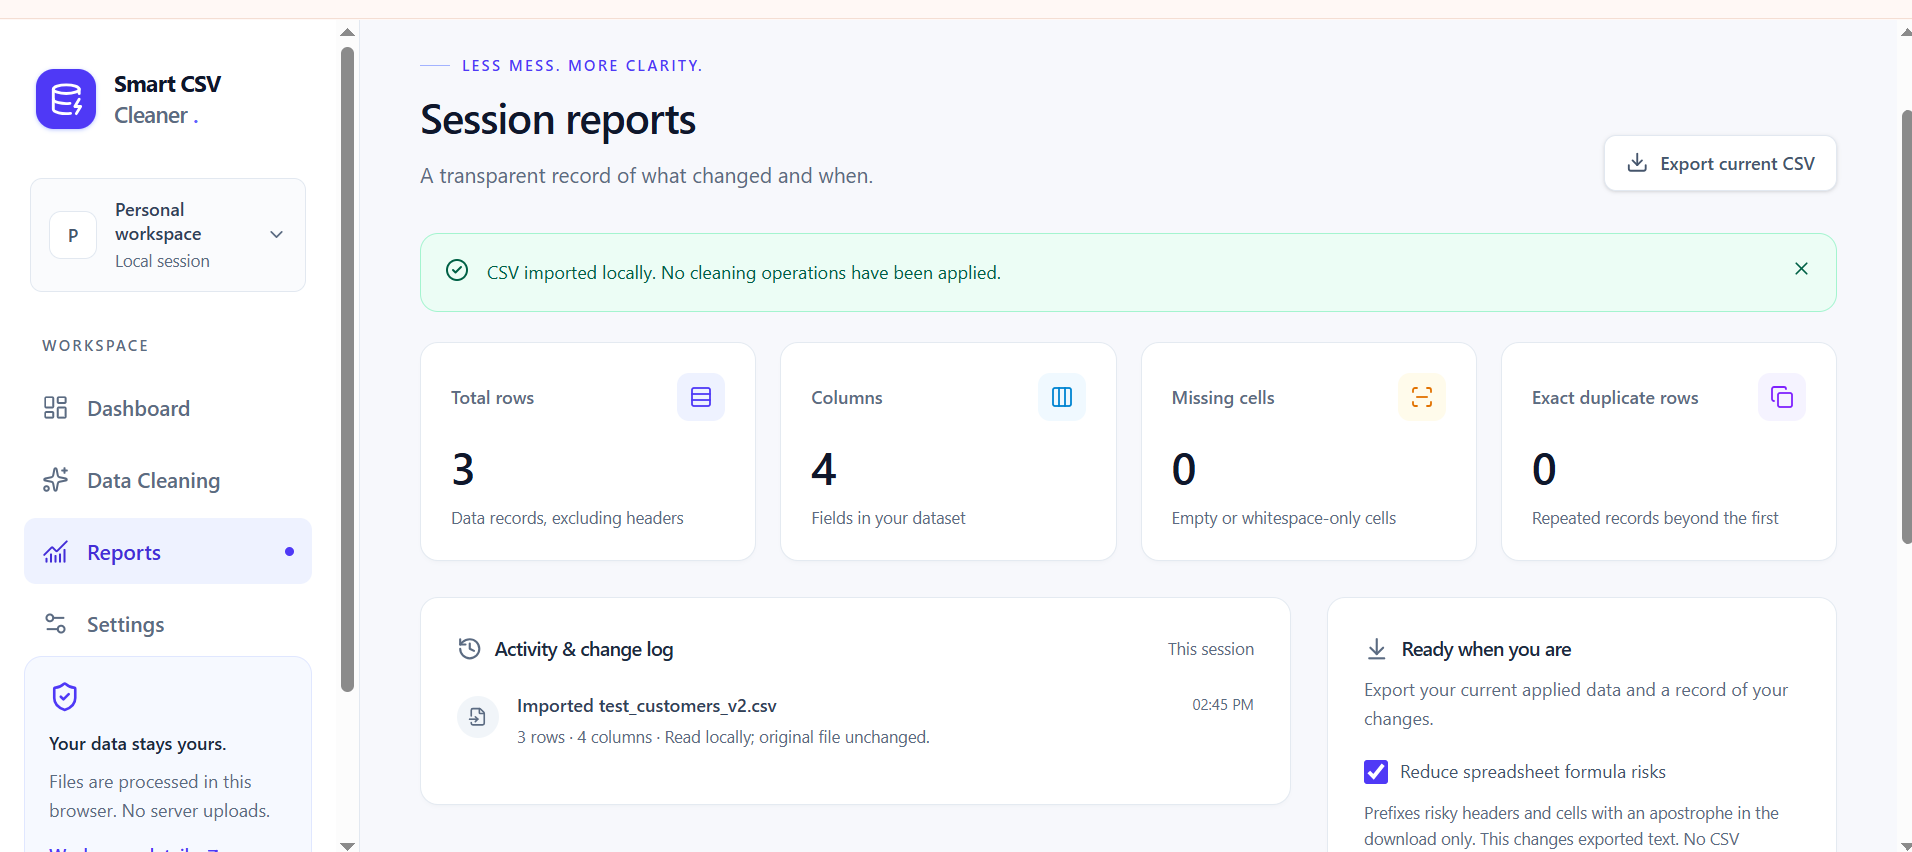 Smart CSV
Cleaner .
P
Personal
workspace
Local session
WORKSPACE
Dashboard
Data Cleaning
Reports
Settings
Your data stays yours.
Files are processed in this
browser. No server uploads.
LESS MESS. MORE CLARITY.
Session reports
A transparent record of what changed and when.
Export current CSV
CSV imported locally. No cleaning operations have been applied.
Total rows
3
Data records, excluding headers
Columns
4
Fields in your dataset
Missing cells
0
Empty or whitespace-only cells
Exact duplicate rows
0
Repeated records beyond the first
Activity & change log
This session
Imported test_customers_v2.csv
02:45 PM
3 rows · 4 columns · Read locally; original file unchanged.
Ready when you are
Export your current applied data and a record of your
changes.
Reduce spreadsheet formula risks
Prefixes risky headers and cells with an apostrophe in the
download only. This changes exported text. No CSV